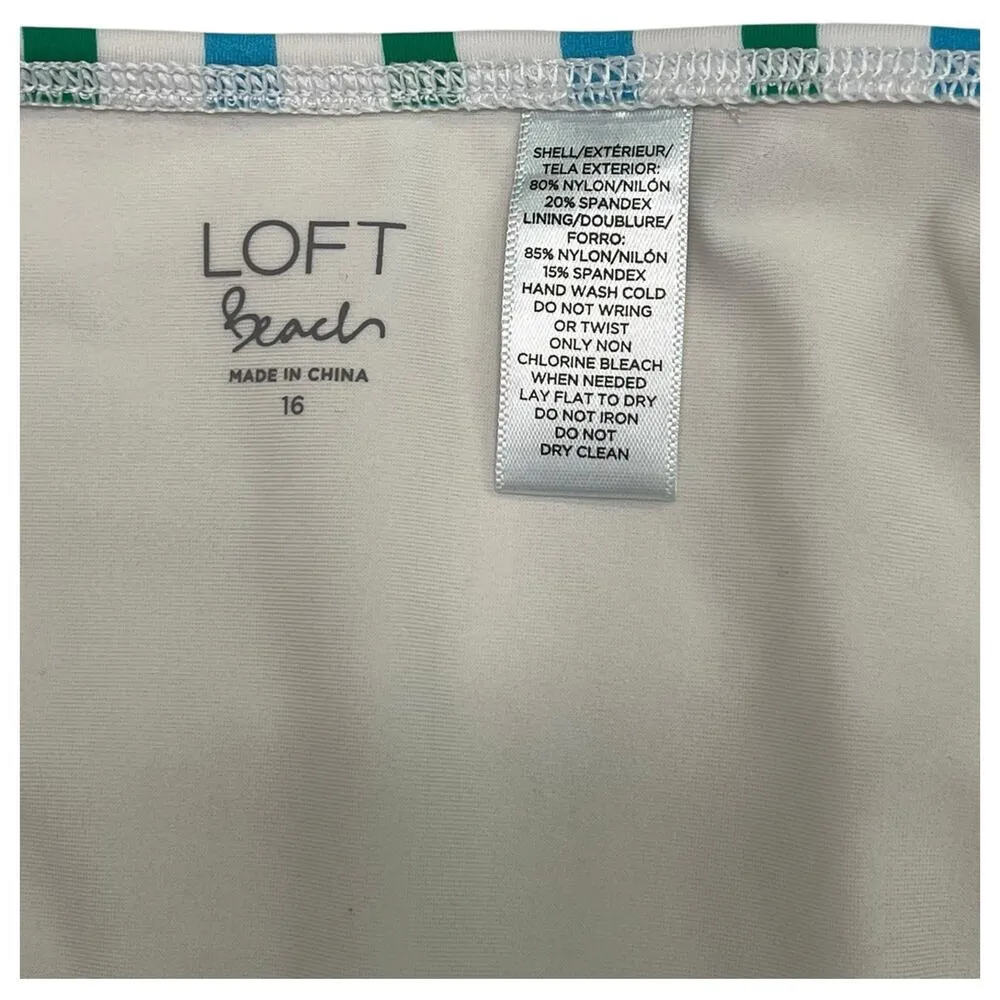 LOFT
Beach
MADE IN CHINA
16
SHELL/EXTÉRIEUR/
TELA EXTERIOR:
80% NYLON/NILÓN
20% SPANDEX
LINING/DOUBLURE/
FORRO:
85% NYLON/NILÓN
15% SPANDEX
HAND WASH COLD
DO NOT WRING
OR TWIST
ONLY NON
CHLORINE BLEACH
WHEN NEEDED
LAY FLAT TO DRY
DO NOT IRON
DO NOT
DRY CLEAN